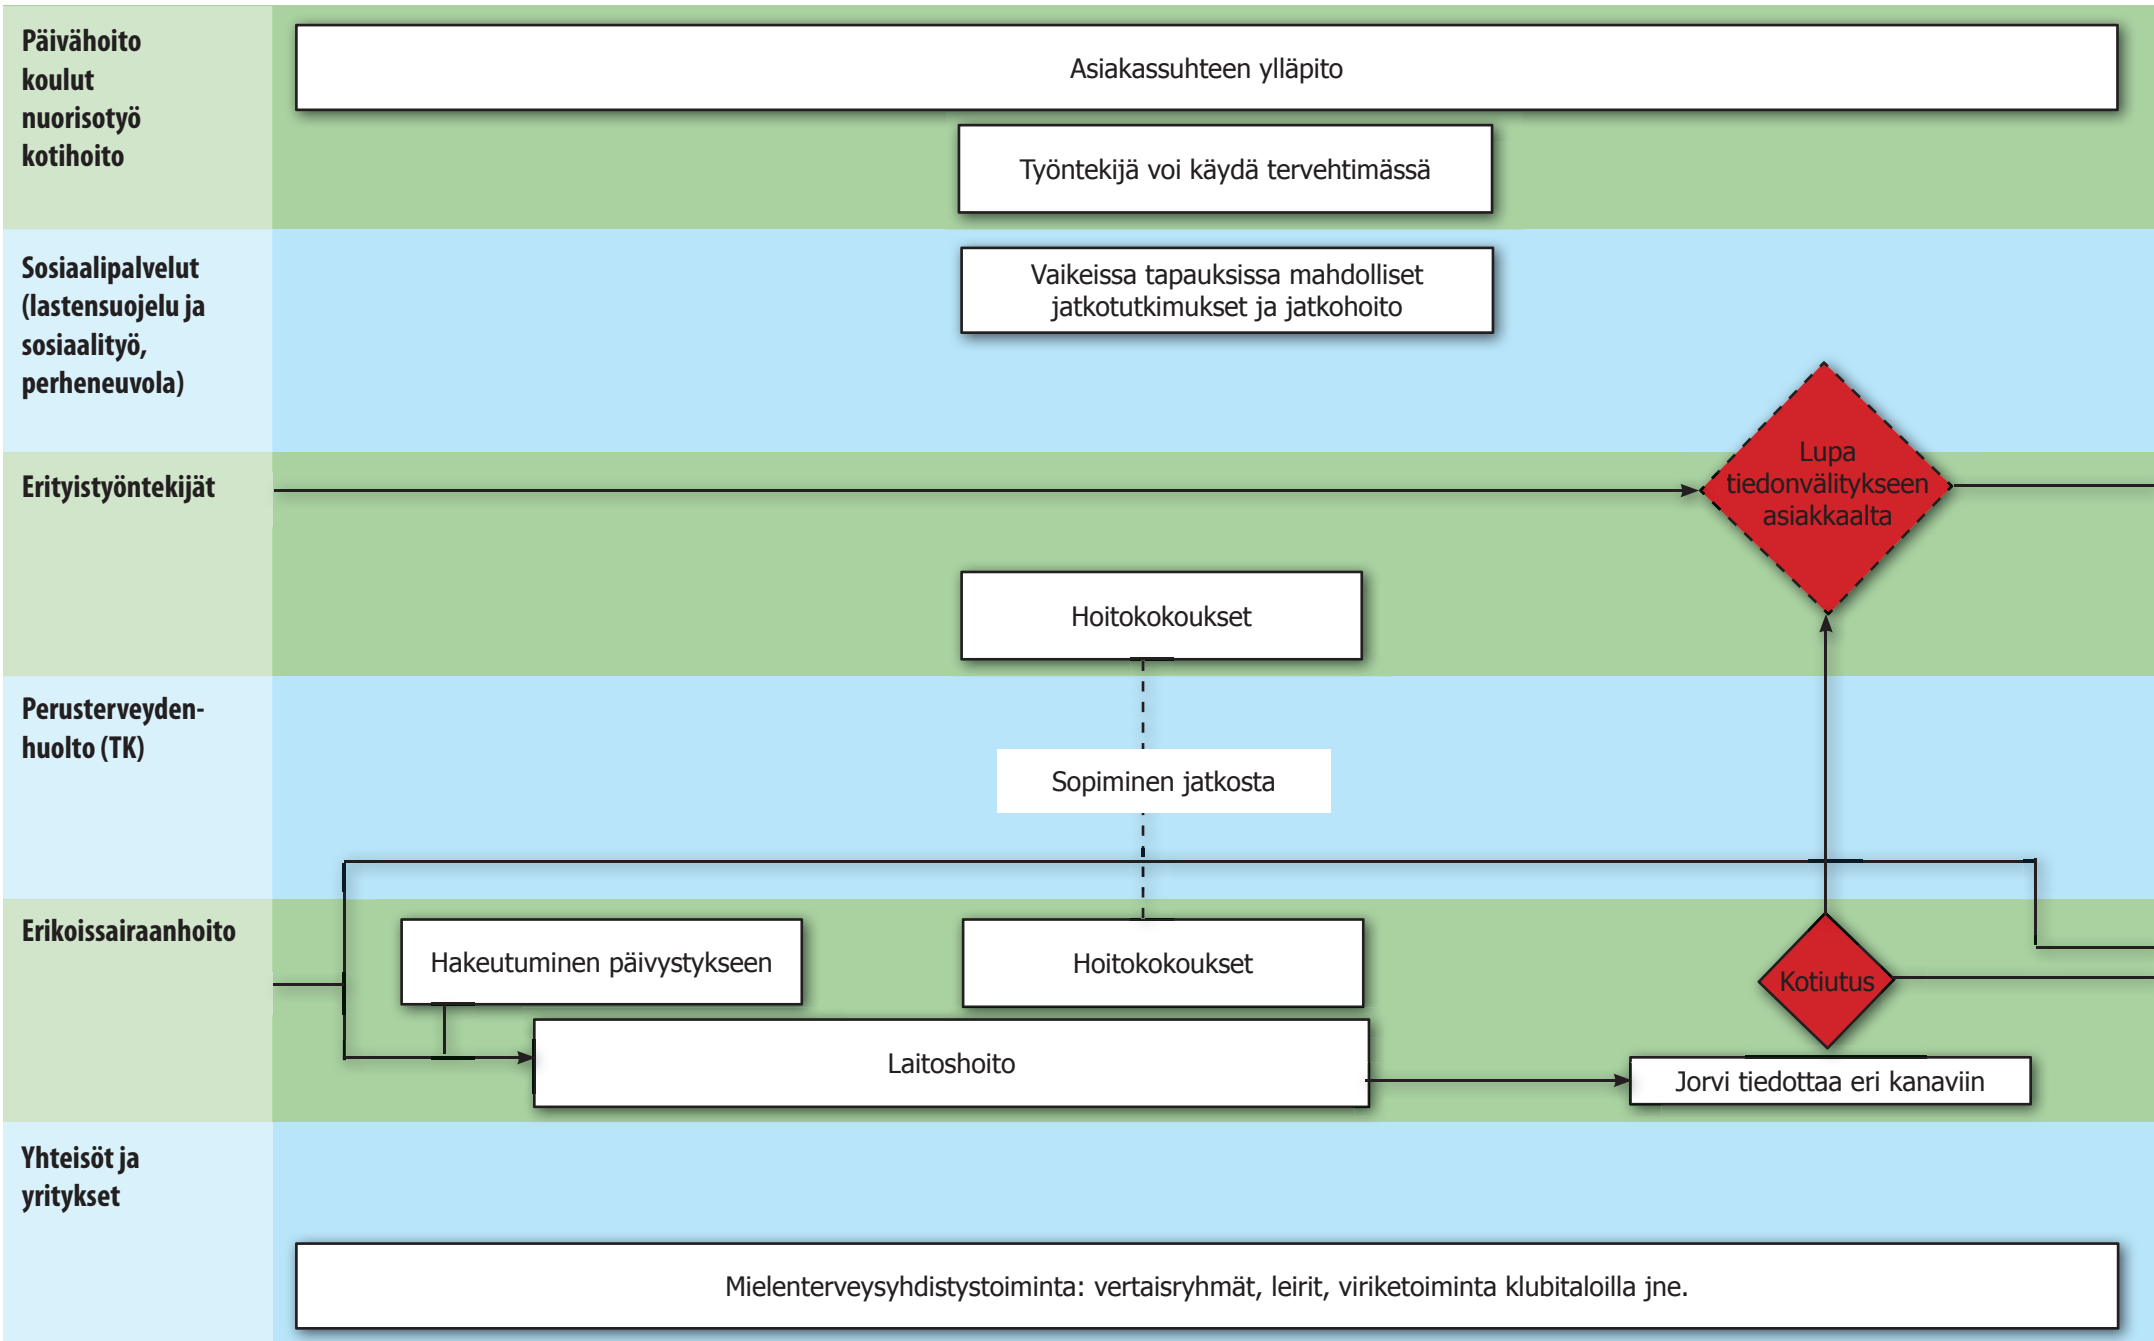 Päivähoito
koulut
nuorisotyö
kotihoito
Asiakassuhteen ylläpito
Työntekijä voi käydä tervehtimässä
Sosiaalipalvelut
(lastensuojelu ja
sosiaalityö,
perheneuvola)
Vaikeissa tapauksissa mahdolliset
jatkotutkimukset ja jatkohoito
Erityistyöntekijät
Lupa
tiedonvälitykseen
asiakkaalta
Hoitokokoukset
Perusterveyden-
huolto (TK)
Sopiminen jatkosta
Erikoissairaanhoito
Hakeutuminen päivystykseen
Hoitokokoukset
Kotiutus
Laitoshoito
Jorvi tiedottaa eri kanaviin
Yhteisöt ja
yritykset
Mielenterveysyhdistystoiminta: vertaisryhmät, leirit, viriketoiminta klubitaloilla jne.